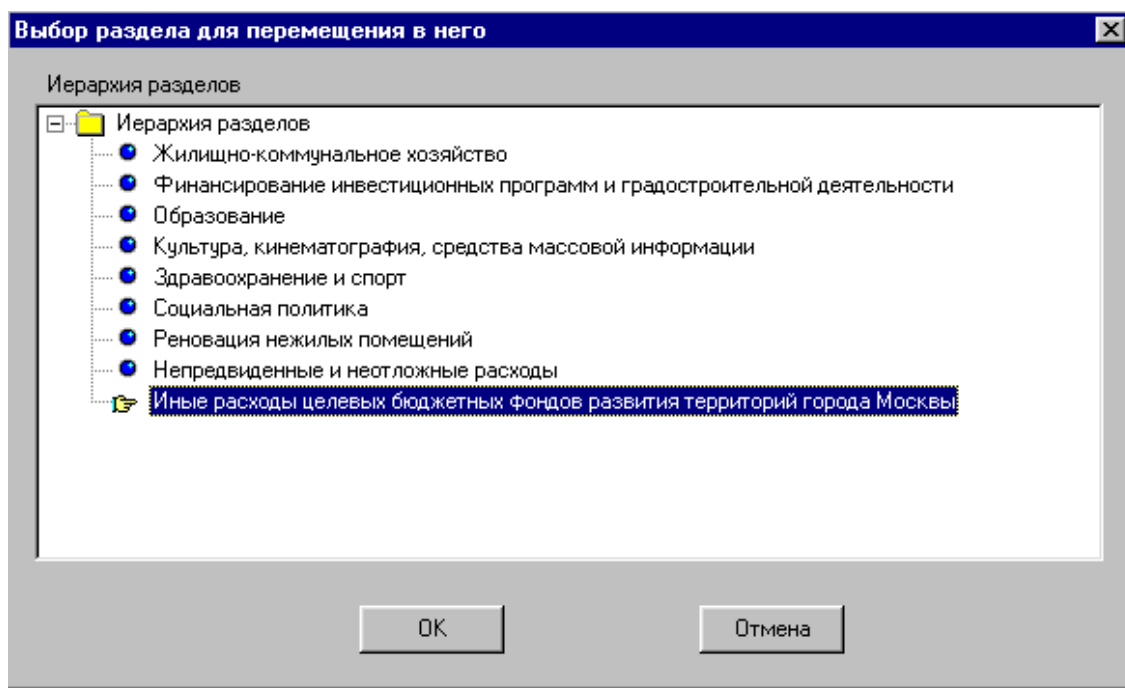 Выбор раздела для перемещения в него
Иерархия разделов
Иерархия разделов
Жилищно-коммунальное хозяйство
Финансирование инвестиционных программ и градостроительной деятельности
Образование
Культура, кинематография, средства массовой информации
Здравоохранение и спорт
Социальная политика
Реновация нежилых помещений
Непредвиденные и неотложные расходы
Иные расходы целевых бюджетных фондов развития территорий города Москвы
OK
Отмена